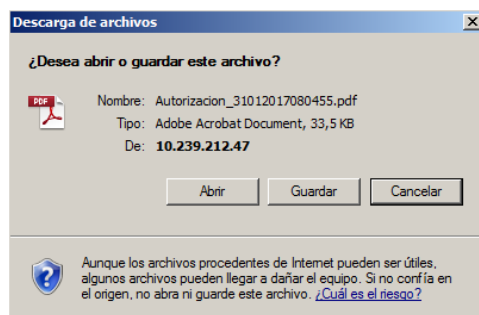 Descarga de archivos
¿Desea abrir o guardar este archivo?
PDF
Nombre: Autorizacion_31012017080455.pdf
Tipo: Adobe Acrobat Document, 33,5 KB
De: 10.239.212.47
Abrir Guardar Cancelar
Aunque los archivos procedentes de Internet pueden ser útiles,
algunos archivos pueden llegar a dañar el equipo. Si no confía en
el origen, no abra ni guarde este archivo. ¿Cuál es el riesgo?